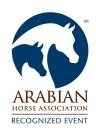 ARABIAN
HORSE ASSOCIATION
RECOGNIZED EVENT